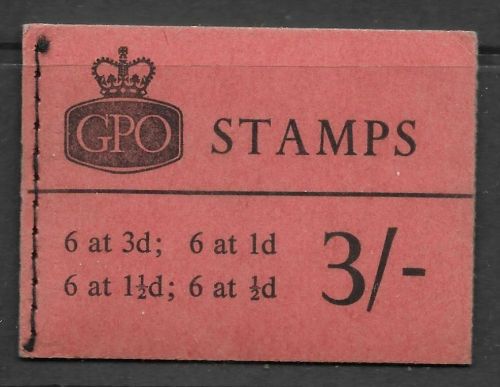 GPO
STAMPS
6 at 3d; 6 at 1d
6 at 1½d; 6 at ½d
3/-